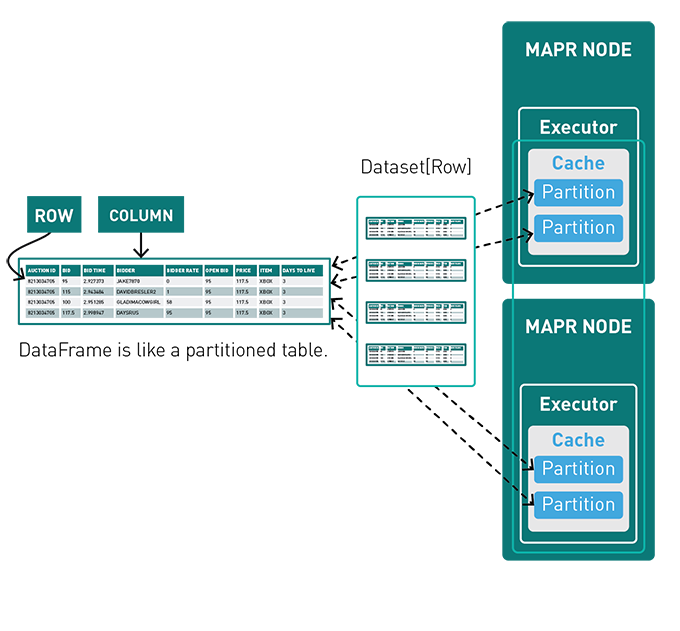 MAPR NODE
Executor
Cache
Partition
Partition
Dataset[Row]
ROW
COLUMN
AUCTION ID BID BID TIME BIDDER BIDDER RATE OPEN BID PRICE ITEM DAYS TO LIVE
8213034705 95 2.927373 JAKE7870 0 95 117.5 XBOX 3
8213034705 115 2.943484 DAVIDBRESLER2 1 95 117.5 XBOX 3
8213034705 100 2.951285 GLADIMACOWGIRL 58 95 117.5 XBOX 3
8213034705 117.5 2.998947 DAYSRUS 95 95 117.5 XBOX 3
DataFrame is like a partitioned table.
MAPR NODE
Executor
Cache
Partition
Partition